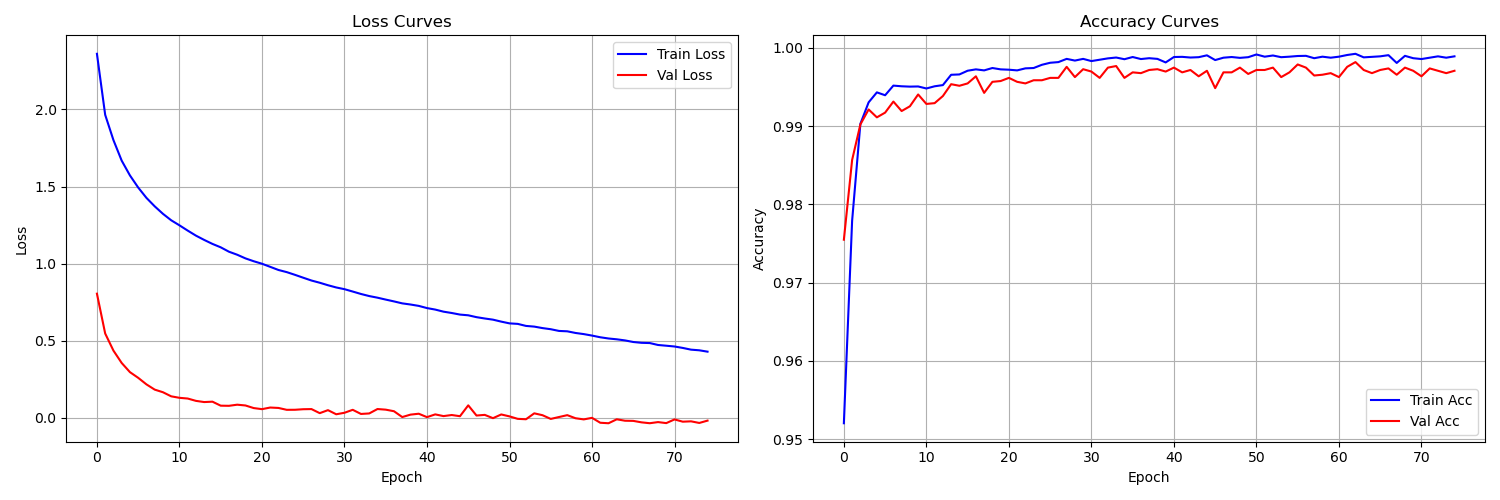 Loss Curves
Loss
2.0
1.5
1.0
0.5
0.0
Train Loss
Val Loss
0 10 20 30 40 50 60 70
Epoch
Accuracy Curves
Accuracy
1.00
0.99
0.98
0.97
0.96
0.95
Train Acc
Val Acc
0 10 20 30 40 50 60 70
Epoch